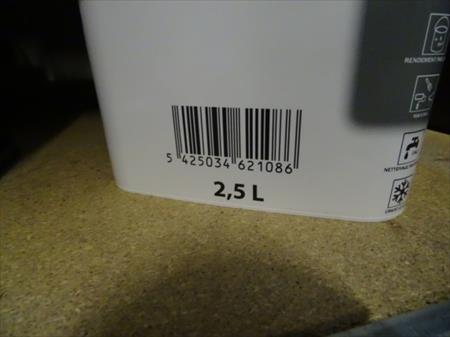 RENDEMENT
5 425034 621086
2,5 L
NETTOYAGE